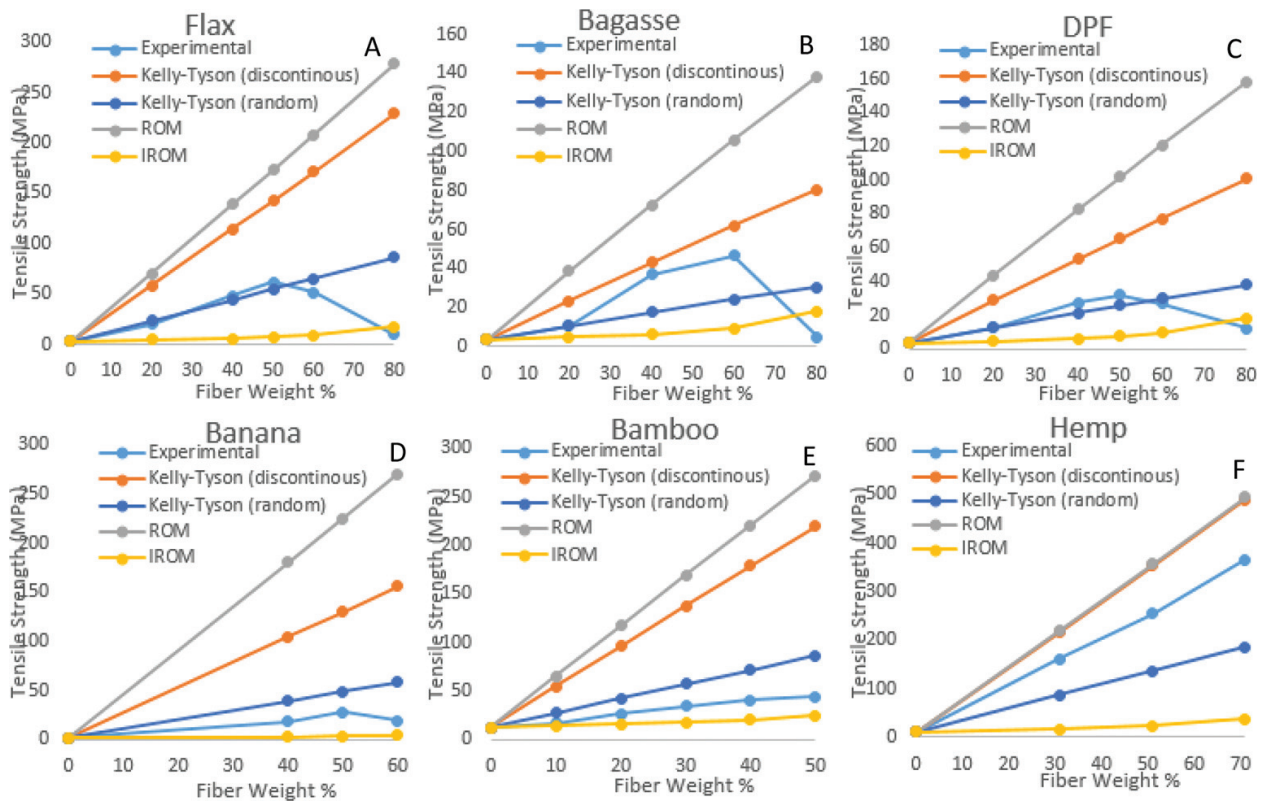 Flax
A
Tensile Strength (MPa)
300
250
200
150
100
50
0
Experimental
Kelly-Tyson (discontinous)
Kelly-Tyson (random)
ROM
IROM
0 10 20 30 40 50 60 70 80
Fiber Weight %
Bagasse
B
Tensile Strength (MPa)
160
140
120
100
80
60
40
20
0
Experimental
Kelly-Tyson (discontinous)
Kelly-Tyson (random)
ROM
IROM
0 10 20 30 40 50 60 70 80
Fiber Weight %
DPF
C
Tensile Strenegth (MPa)
180
160
140
120
100
80
60
40
20
0
Experimental
Kelly-Tyson (discontinous)
Kelly-Tyson (random)
ROM
IROM
0 10 20 30 40 50 60 70 80
Fiber Weight %
Banana
D
Tensile Strength (MPa)
300
250
200
150
100
50
0
Experimental
Kelly-Tyson (discontinous)
Kelly-Tyson (random)
ROM
IROM
0 10 20 30 40 50 60
Fiber Weight %
Bamboo
E
Tensile Strength (MPa)
300
250
200
150
100
50
0
Experimental
Kelly-Tyson (discontinous)
Kelly-Tyson (random)
ROM
IROM
0 10 20 30 40 50
Fiber Weight %
Hemp
F
Tensile Strength (MPa)
600
500
400
300
200
100
0
Experimental
Kelly-Tyson (discontinous)
Kelly-Tyson (random)
ROM
IROM
0 10 20 30 40 50 60 70
Fiber Weight %